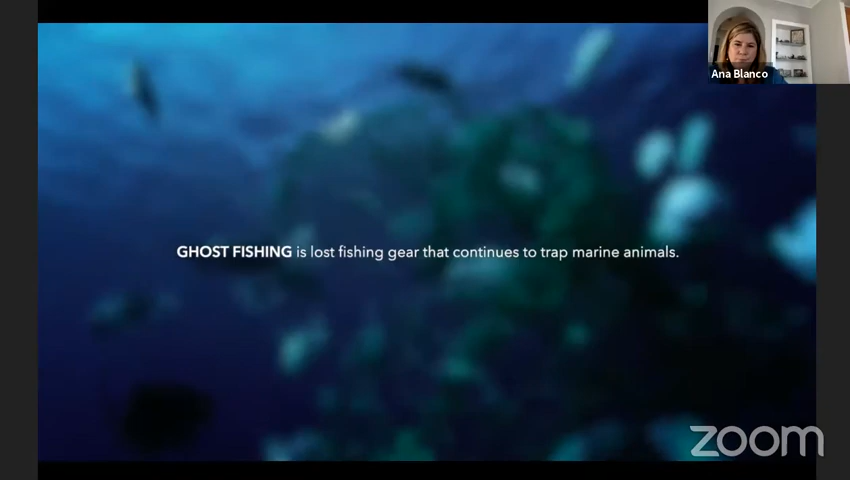 Ana Blanco
GHOST FISHING is lost fishing gear that continues to trap marine animals.
zoom